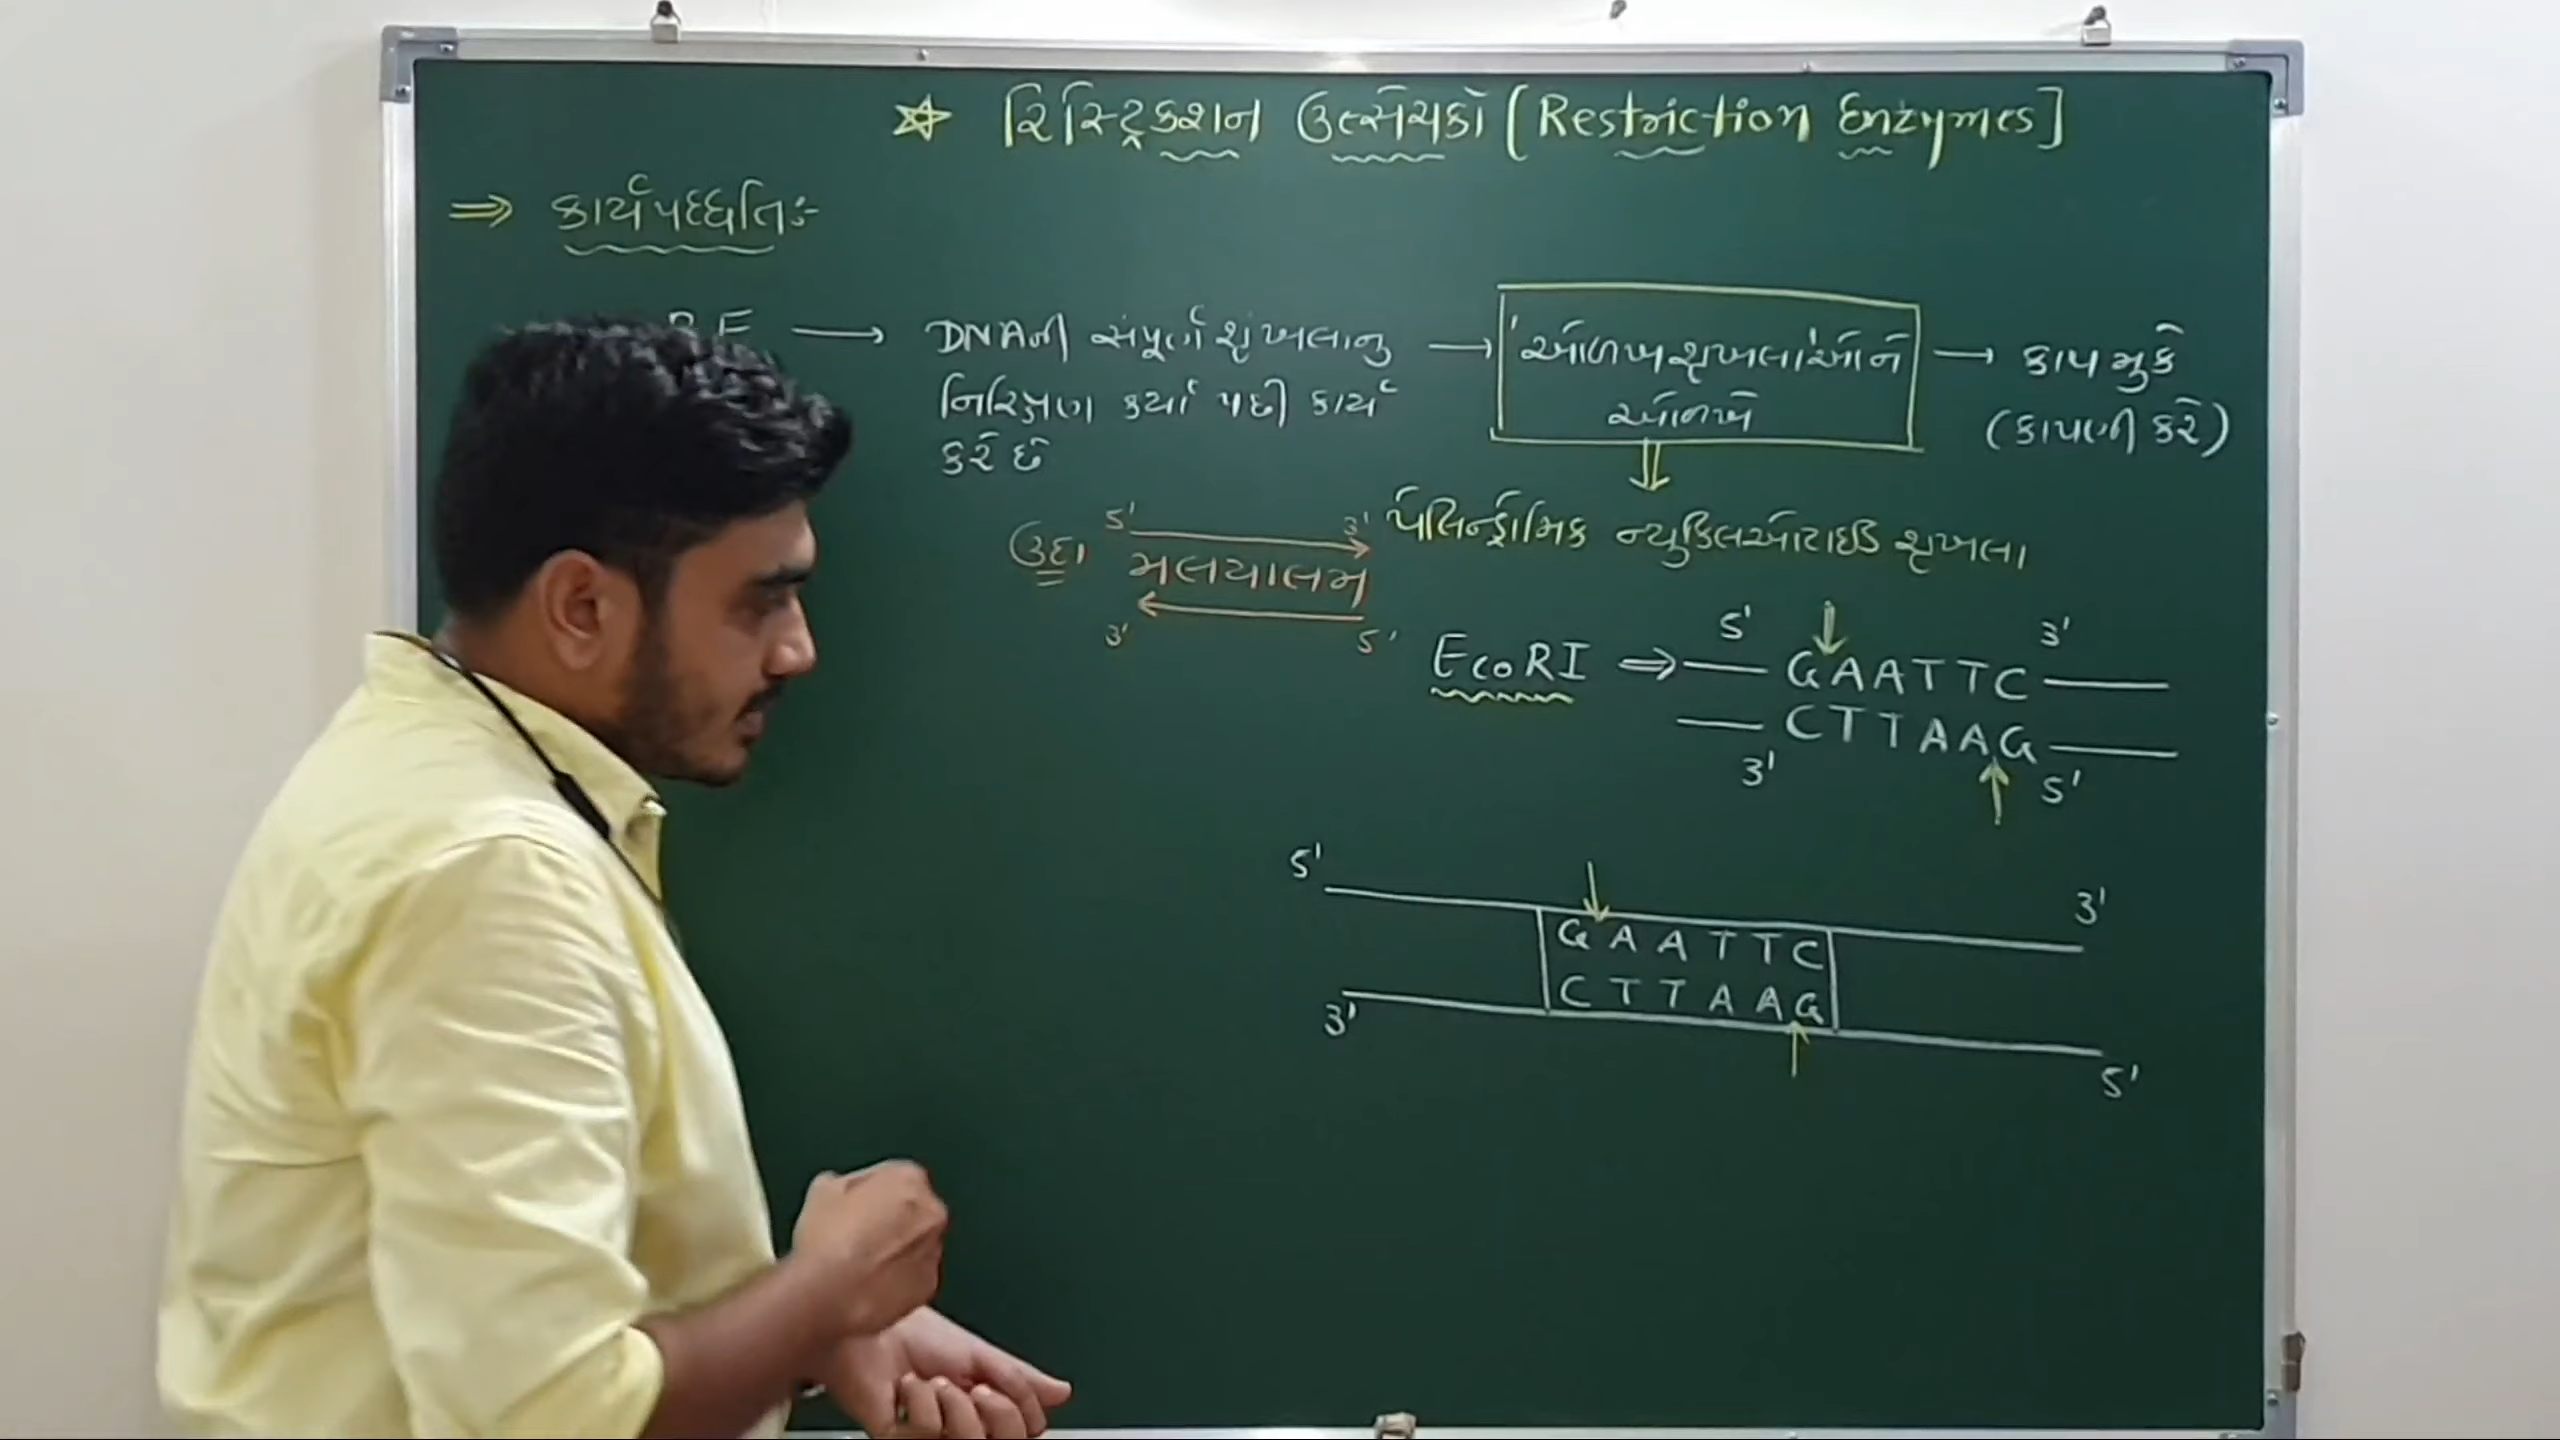 ☆ રિસ્ટ્રિક્શન ઉત્સેચકો [Restriction Enzymes]
⇒ કાર્યપદ્ધતિ:-
R.E → DNAની સંપૂર્ણ શૃંખલાનુ → 'ઓળખ શૃંખલા'ઓને → કાપ મુકે
નિરિક્ષણ કર્યા પછી કાર્ય ઓળખે (કાપણી કરે)
કરે છે
⇓
ઉદા 5' 3' પેલિન્ડ્રોમિક ન્યુક્લિઓટાઇડ શૃંખલા
મલયાલમ
3' 5'
5' ↓ 3'
EcoRI ⇒ GAATTC
CTTAAG
3' ↑ 5'
5' ↓ 3'
GAATTC
CTTAAG
3' ↑ 5'